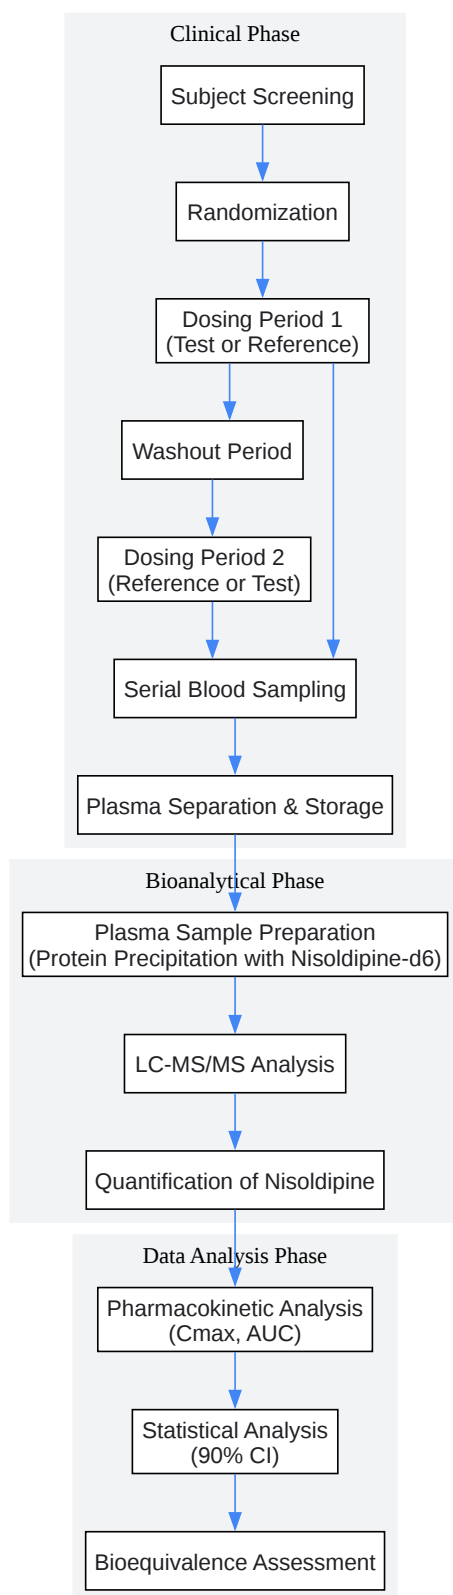 Clinical Phase
Subject Screening
Randomization
Dosing Period 1
(Test or Reference)
Washout Period
Dosing Period 2
(Reference or Test)
Serial Blood Sampling
Plasma Separation & Storage
Bioanalytical Phase
Plasma Sample Preparation
(Protein Precipitation with Nisoldipine-d6)
LC-MS/MS Analysis
Quantification of Nisoldipine
Data Analysis Phase
Pharmacokinetic Analysis
(Cmax, AUC)
Statistical Analysis
(90% CI)
Bioequivalence Assessment